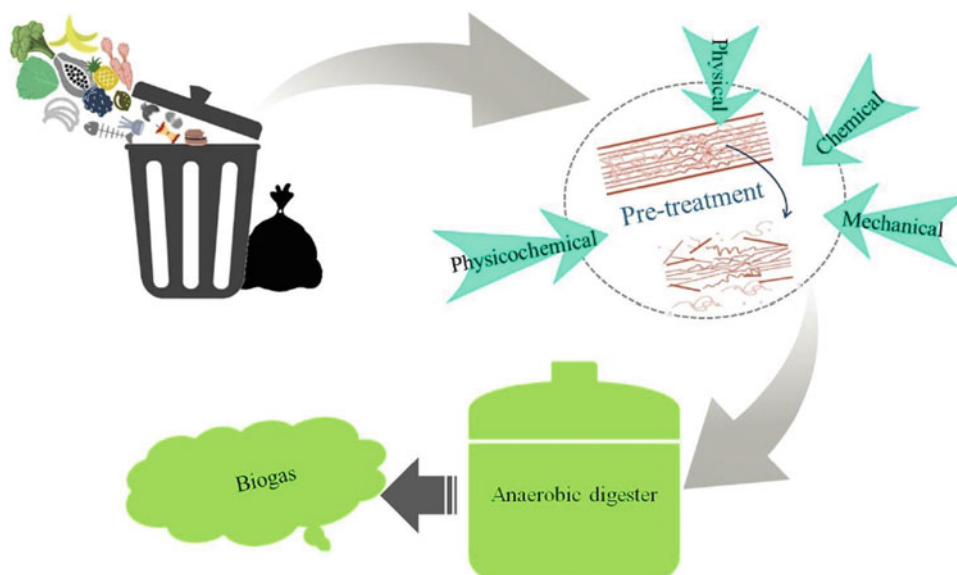 Physical
Chemical
Pre-treatment
Mechanical
Physicochemical
Anaerobic digester
Biogas